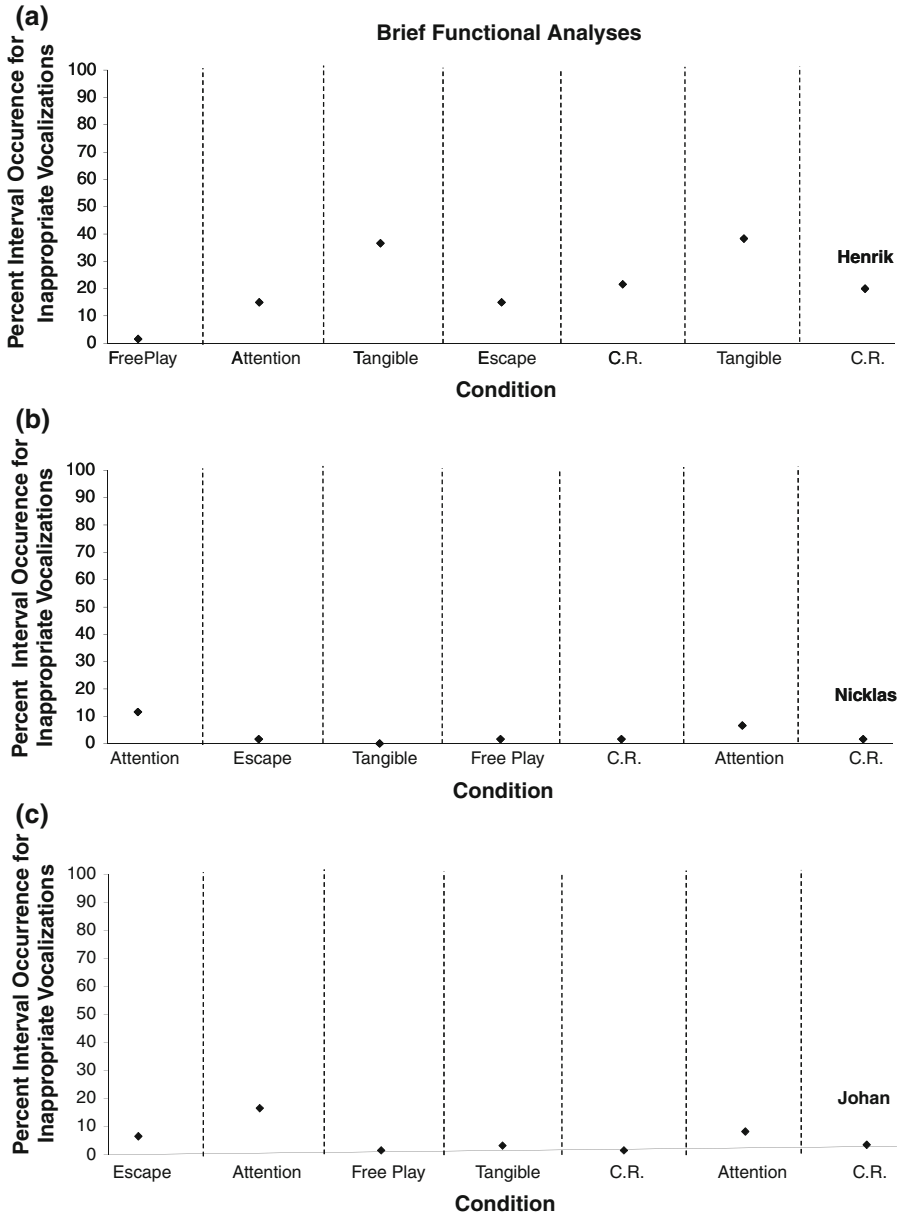 (a)
Brief Functional Analyses
Percent Interval Occurence for
Inappropriate Vocalizations
100
90
80
70
60
50
40
30
20
10
0
Henrik
FreePlay Attention Tangible Escape C.R. Tangible C.R.
Condition
(b)
Percent Interval Occurence for
Inappropriate Vocalizations
100
90
80
70
60
50
40
30
20
10
0
Nicklas
Attention Escape Tangible Free Play C.R. Attention C.R.
Condition
(c)
Percent Interval Occurrence for
Inappropriate Vocalizations
100
90
80
70
60
50
40
30
20
10
0
Johan
Escape Attention Free Play Tangible C.R. Attention C.R.
Condition